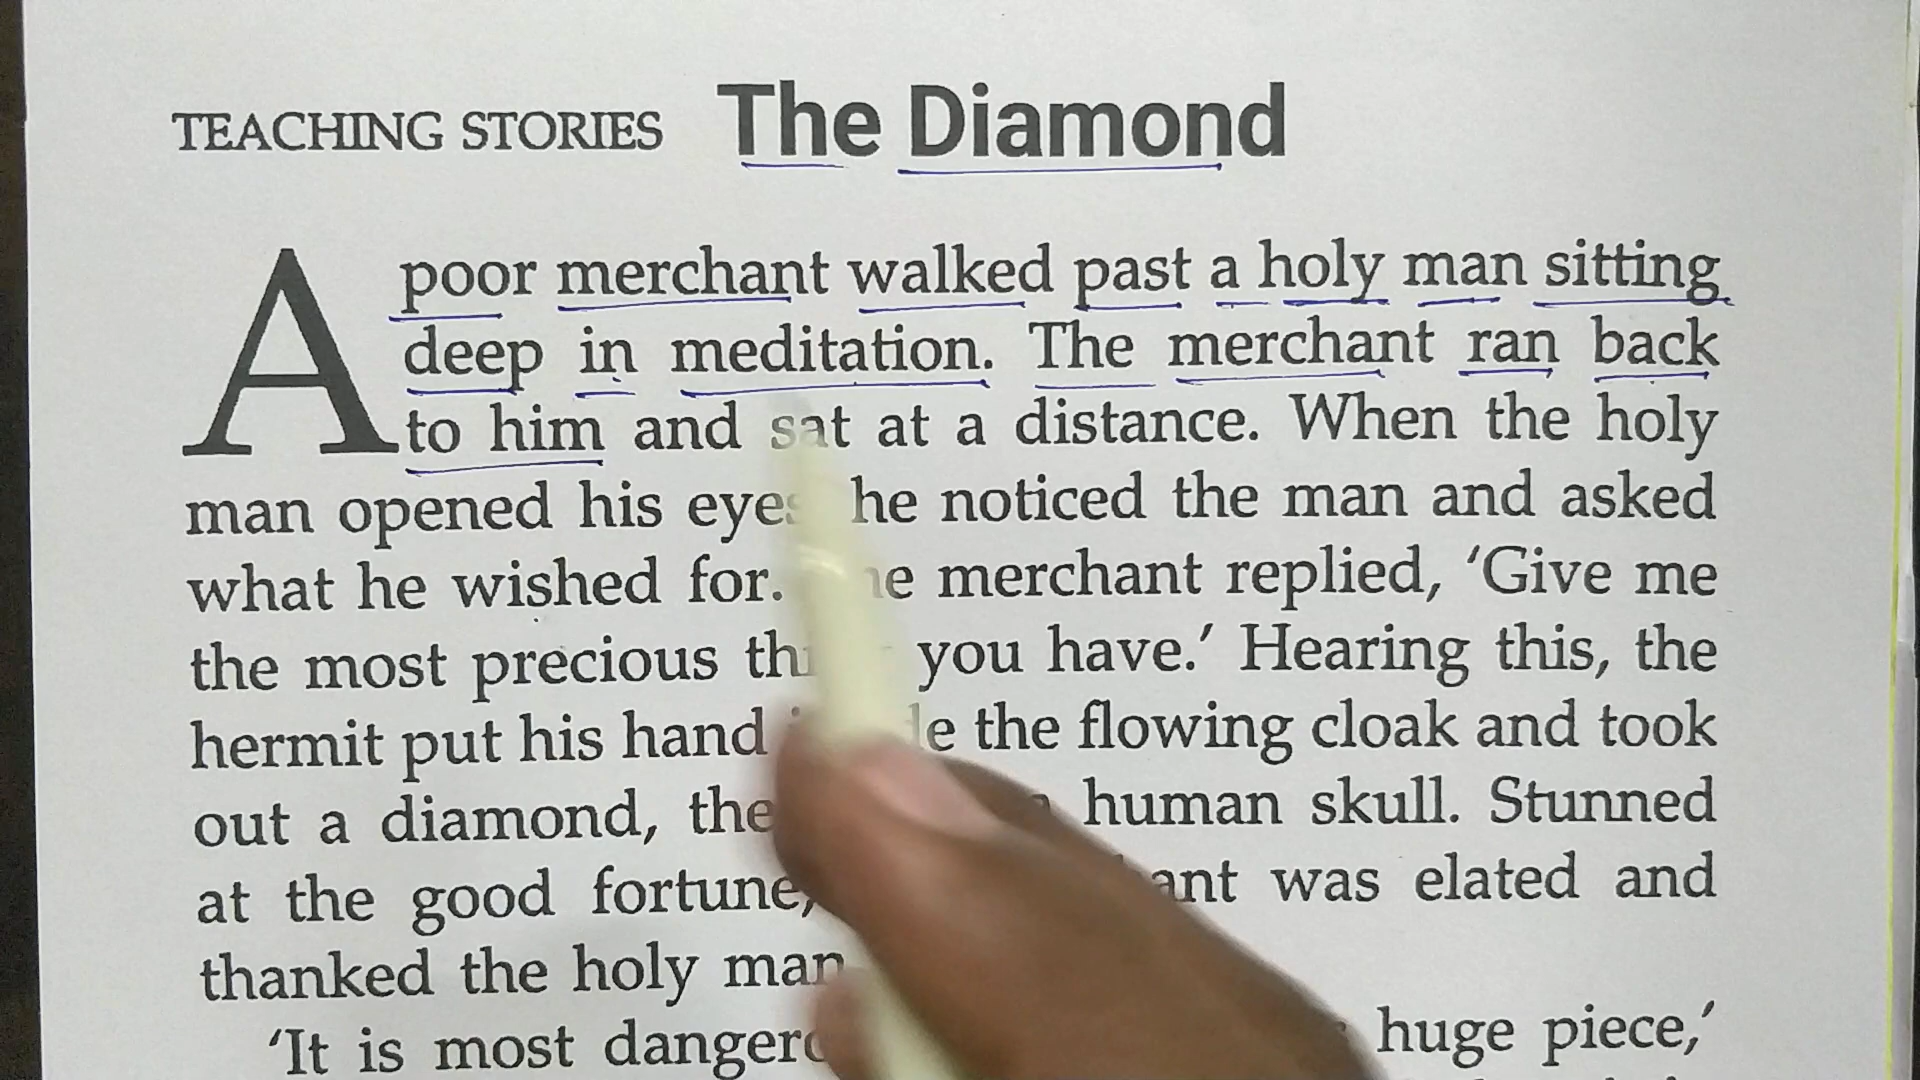 TEACHING STORIES The Diamond
A poor merchant walked past a holy man sitting
deep in meditation. The merchant ran back
to him and sat at a distance. When the holy
man opened his eyes he noticed the man and asked
what he wished for. merchant replied, ‘Give me
the most precious you have.’ Hearing this, the
hermit put his hand the flowing cloak and took
out a diamond, the human skull. Stunned
at the good fortune, was elated and
thanked the holy man
‘It is most huge piece,’